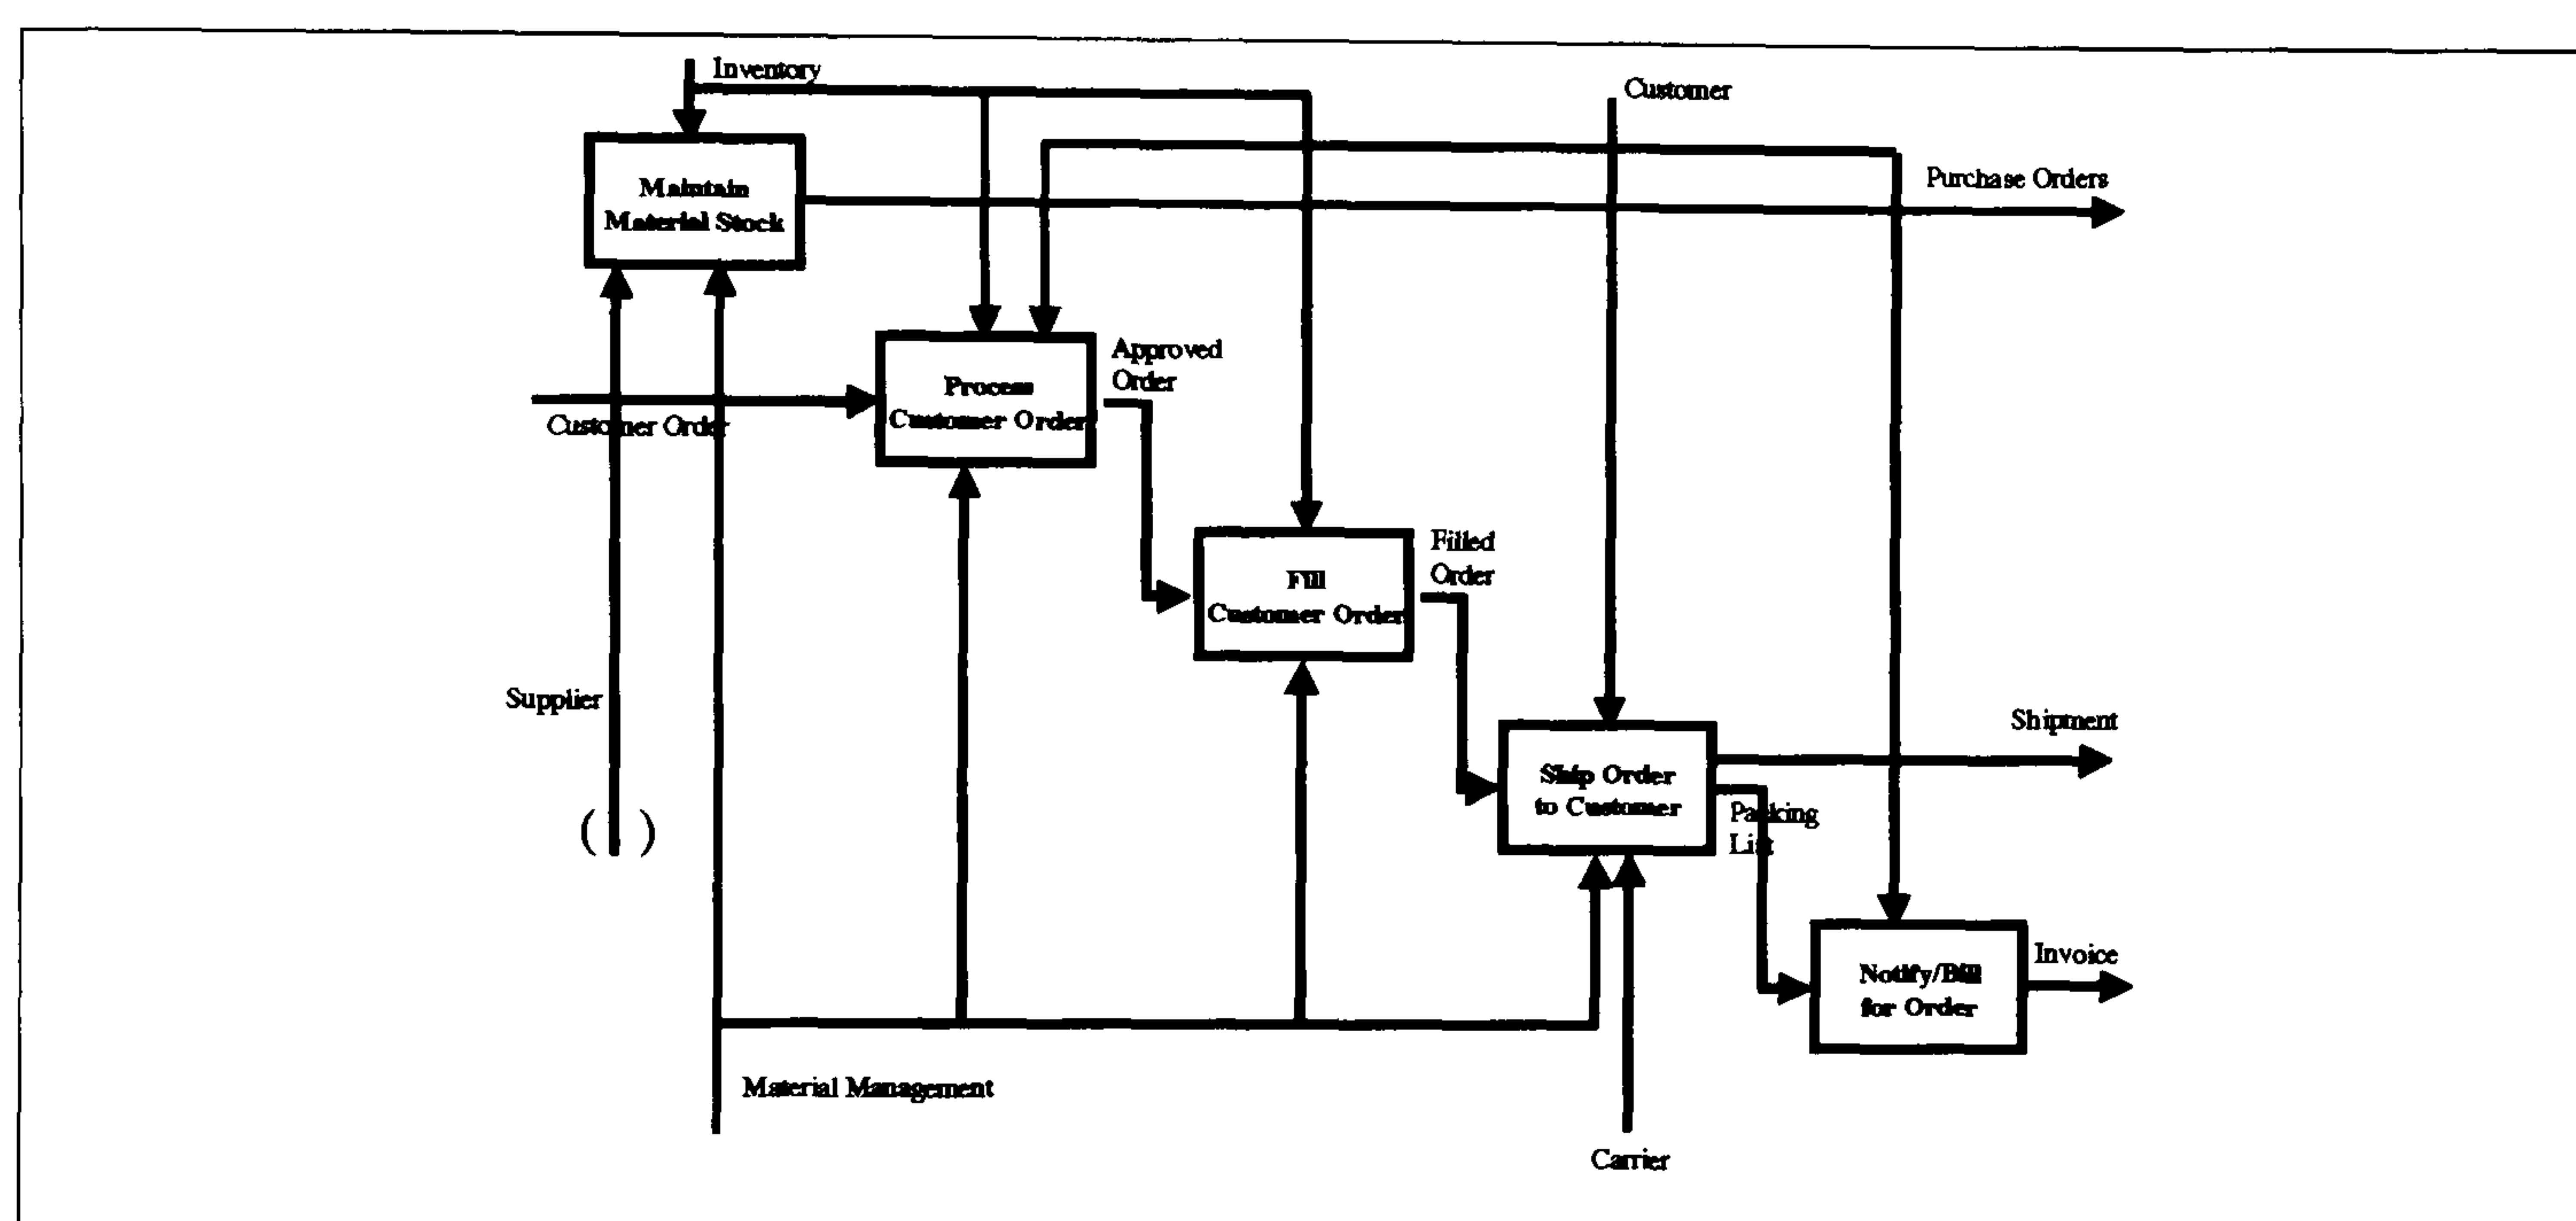 Inventory
Customer
Maintain
Material Stock
Purchase Orders
Process
Customer Order
Approved
Order
Customer Order
Fill
Customer Order
Filled
Order
Supplier
( )
Ship Order
to Customer
Shipment
Packing
List
Notify/Bill
for Order
Invoice
Material Management
Carrier